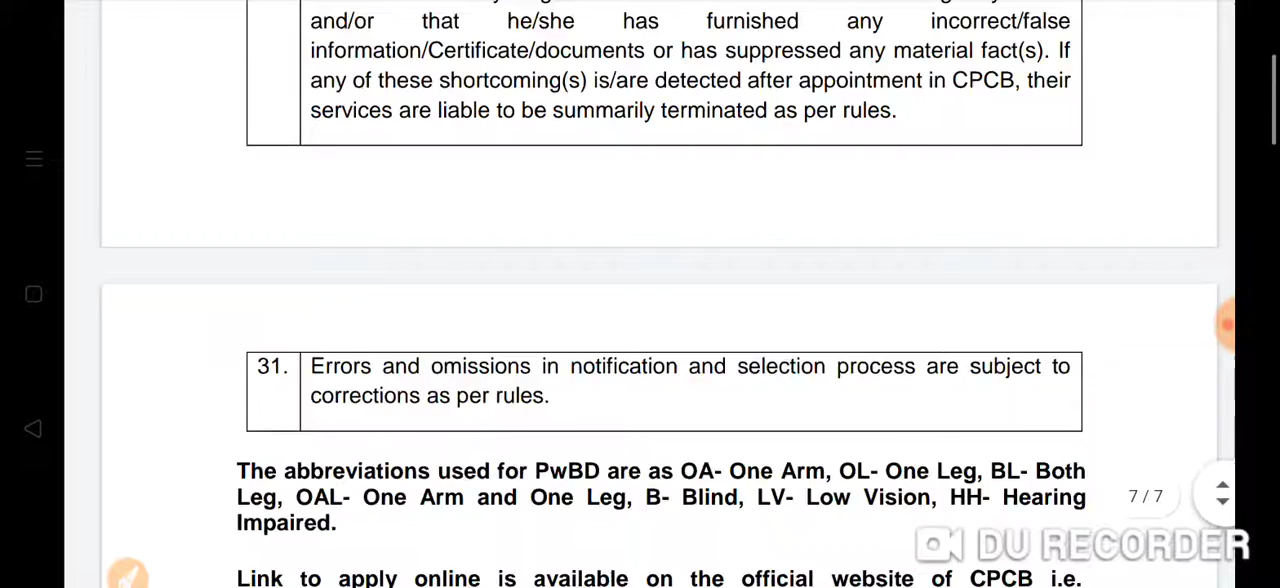 and/or that he/she has furnished any incorrect/false
information/Certificate/documents or has suppressed any material fact(s). If
any of these shortcoming(s) is/are detected after appointment in CPCB, their
services are liable to be summarily terminated as per rules.
31. Errors and omissions in notification and selection process are subject to
corrections as per rules.
The abbreviations used for PwBD are as OA- One Arm, OL- One Leg, BL- Both
Leg, OAL- One Arm and One Leg, B- Blind, LV- Low Vision, HH- Hearing
Impaired.
7 / 7
DU RECORDER
Link to apply online is available on the official website of CPCB i.e.